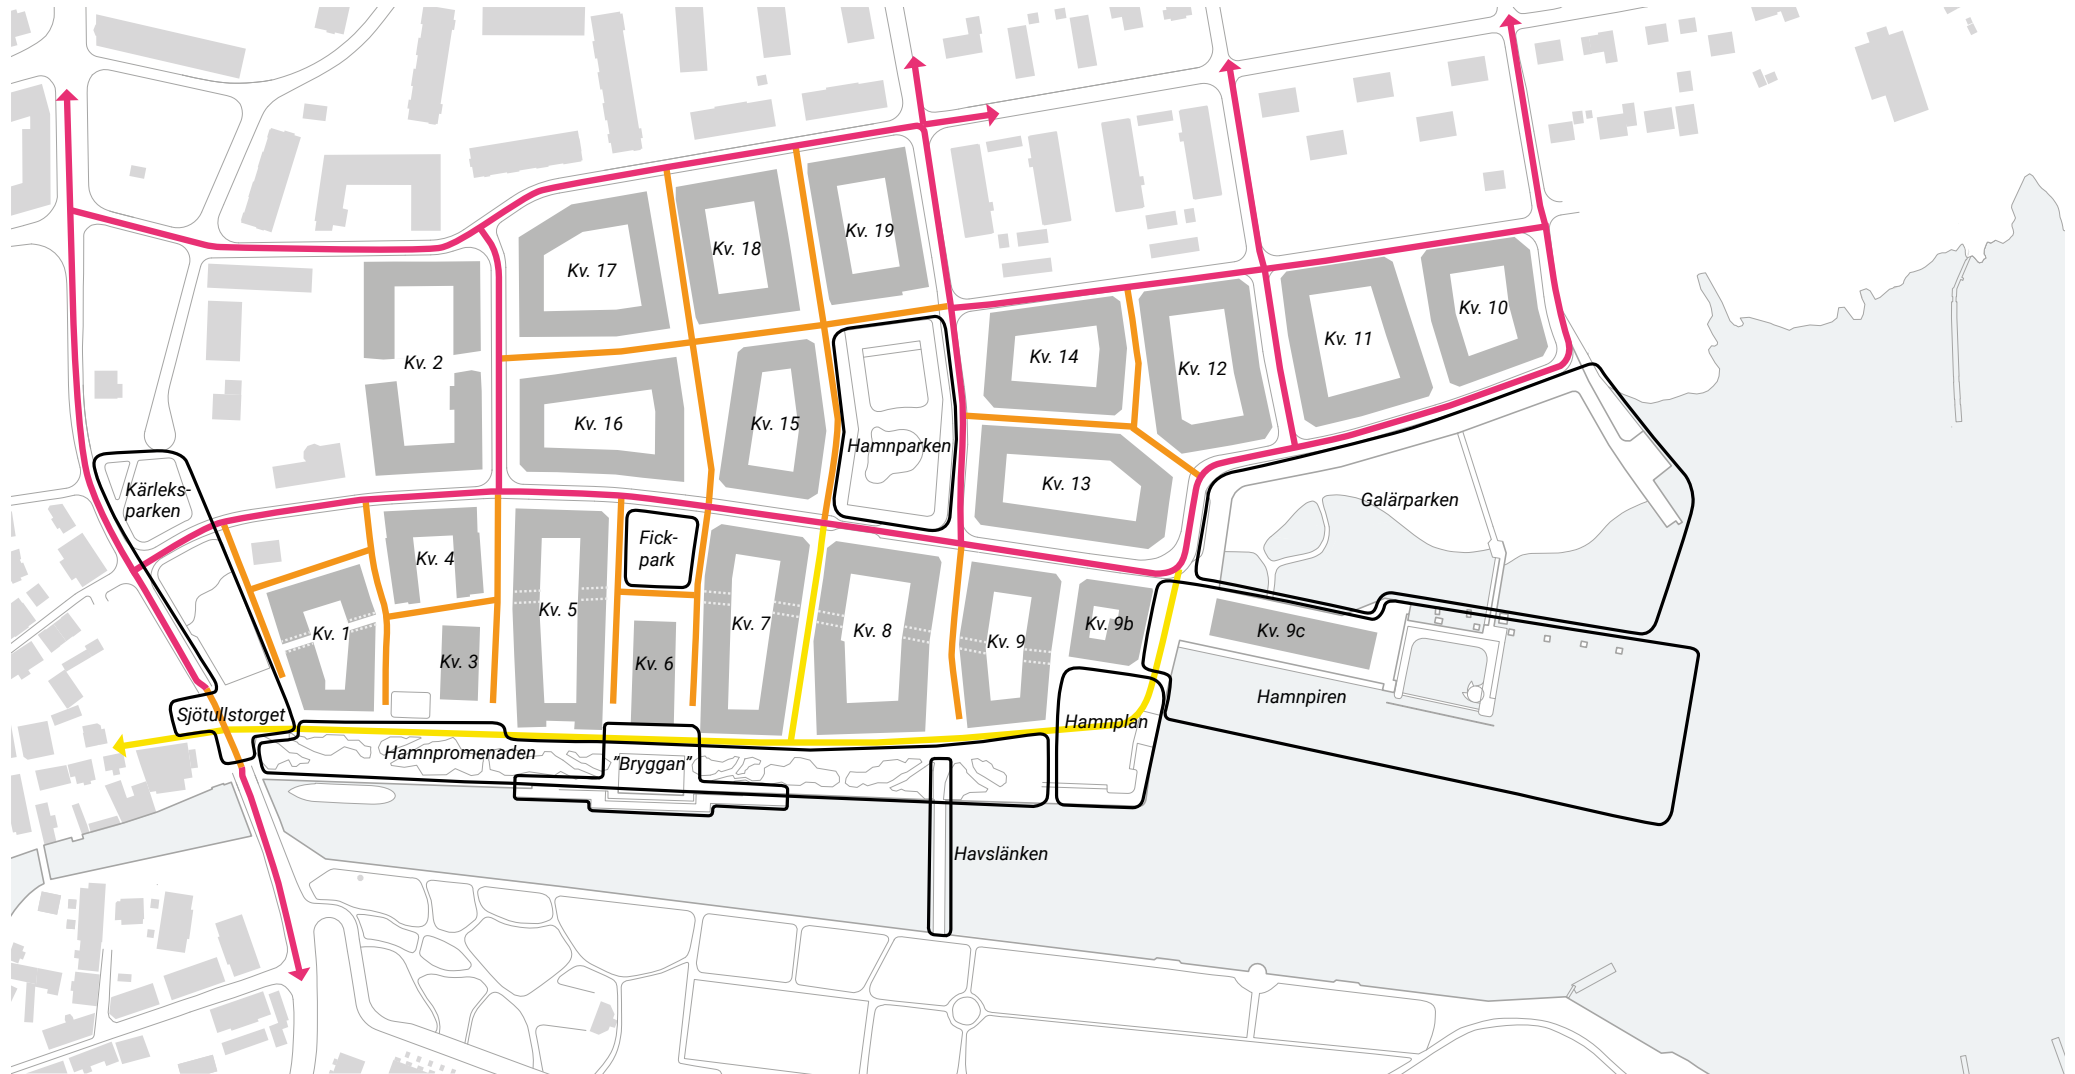 Kv. 19
Kv. 18
Kv. 17
Kv. 10
Kv. 11
Kv. 14
Kv. 2
Kv. 12
Kv. 16
Kv. 15
Hamnparken
Kv. 13
Kärleks-
parken
Galärparken
Fick-
park
Kv. 4
Kv. 5
Kv. 7
Kv. 8
Kv. 9b
Kv. 9c
Kv. 1
Kv. 9
Kv. 3
Kv. 6
Hamnpiren
Sjötullstorget
Hamnplan
Hamnpromenaden
”Bryggan”
Havslänken